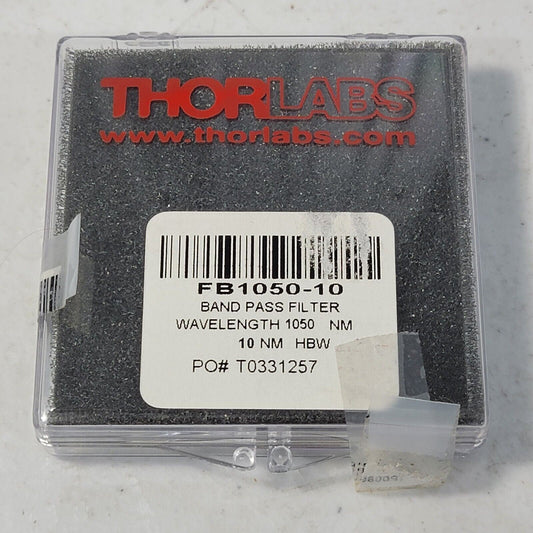 THORLABS
www.thorlabs.com
FB1050-10
BAND PASS FILTER
WAVELENGTH 1050 NM
10 NM HBW
PO# T0331257